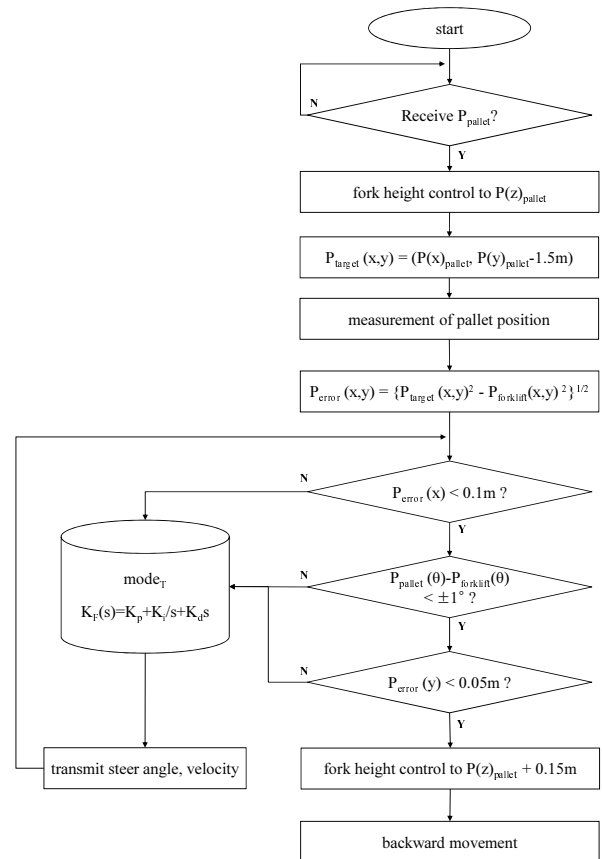 start
N
Receive P_pallet?
Y
fork height control to P(z)_pallet
P_target (x,y) = (P(x)_pallet, P(y)_pallet-1.5m)
measurement of pallet position
P_error (x,y) = {P_target (x,y)² - P_forklift(x,y) ²}^1/2
N
P_error (x) < 0.1m ?
Y
mode_T
K_F(s)=K_p+K_i/s+K_ds
N
P_pallet (θ)-P_forklift(θ)
< ±1° ?
Y
N
P_error (y) < 0.05m ?
Y
transmit steer angle, velocity
fork height control to P(z)_pallet + 0.15m
backward movement